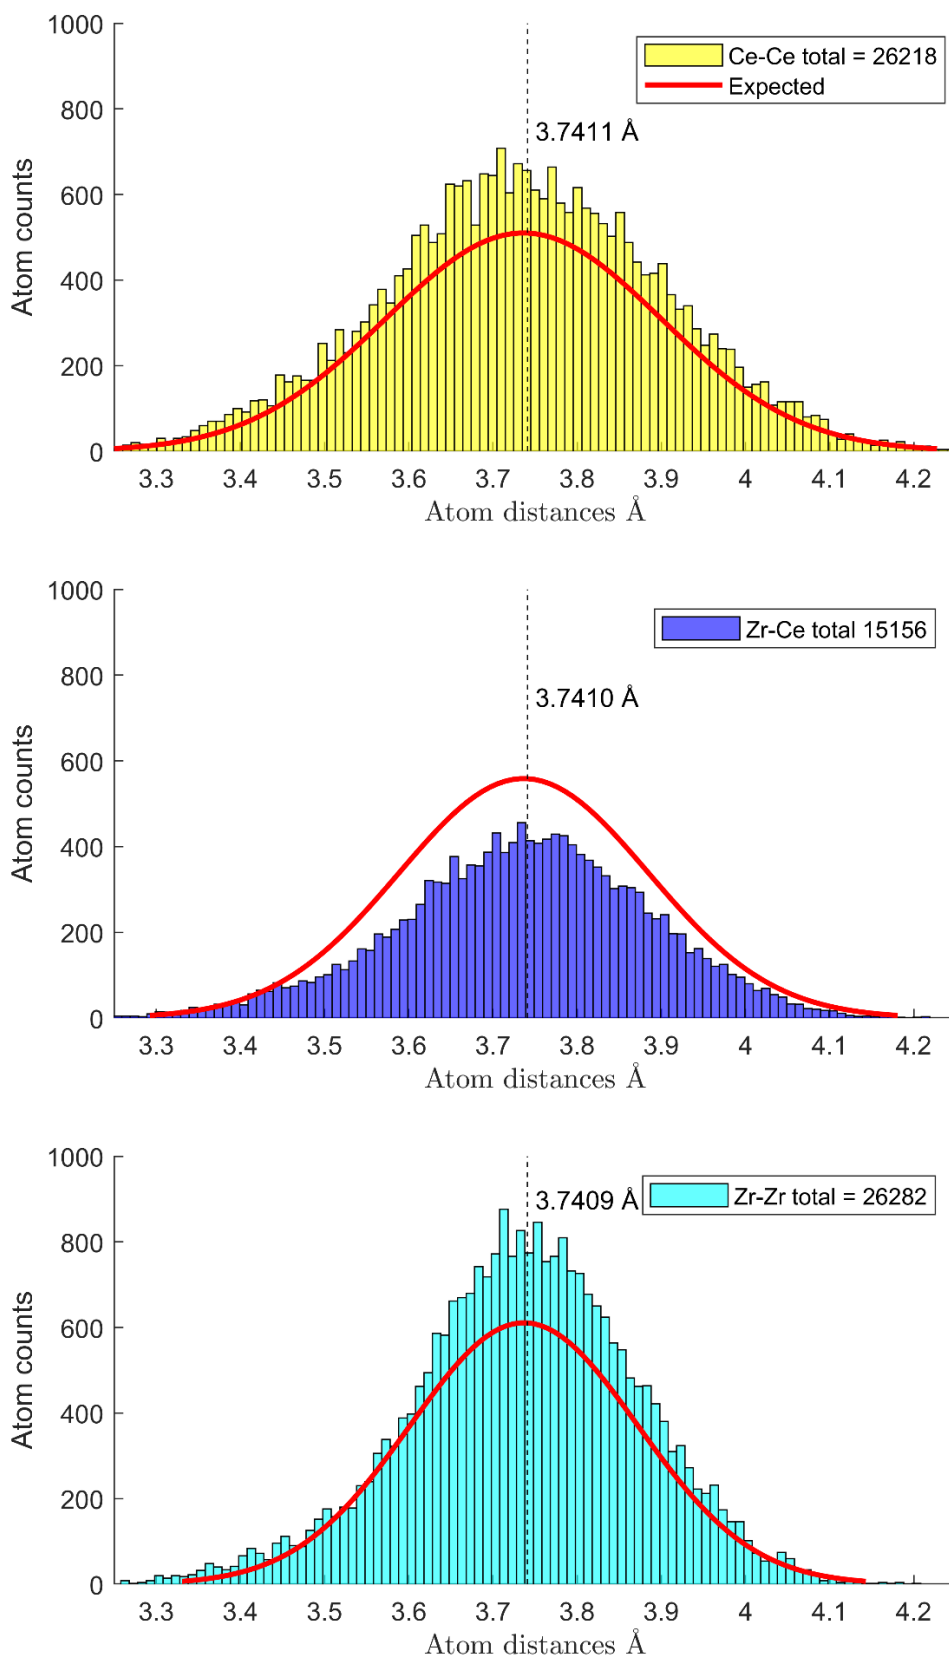 1000
800
600
400
200
0
Atom counts
Ce-Ce total = 26218
Expected
3.7411 Å
3.3 3.4 3.5 3.6 3.7 3.8 3.9 4 4.1 4.2
Atom distances Å
1000
800
600
400
200
0
Atom counts
Zr-Ce total 15156
3.7410 Å
3.3 3.4 3.5 3.6 3.7 3.8 3.9 4 4.1 4.2
Atom distances Å
1000
800
600
400
200
0
Atom counts
Zr-Zr total = 26282
3.7409 Å
3.3 3.4 3.5 3.6 3.7 3.8 3.9 4 4.1 4.2
Atom distances Å